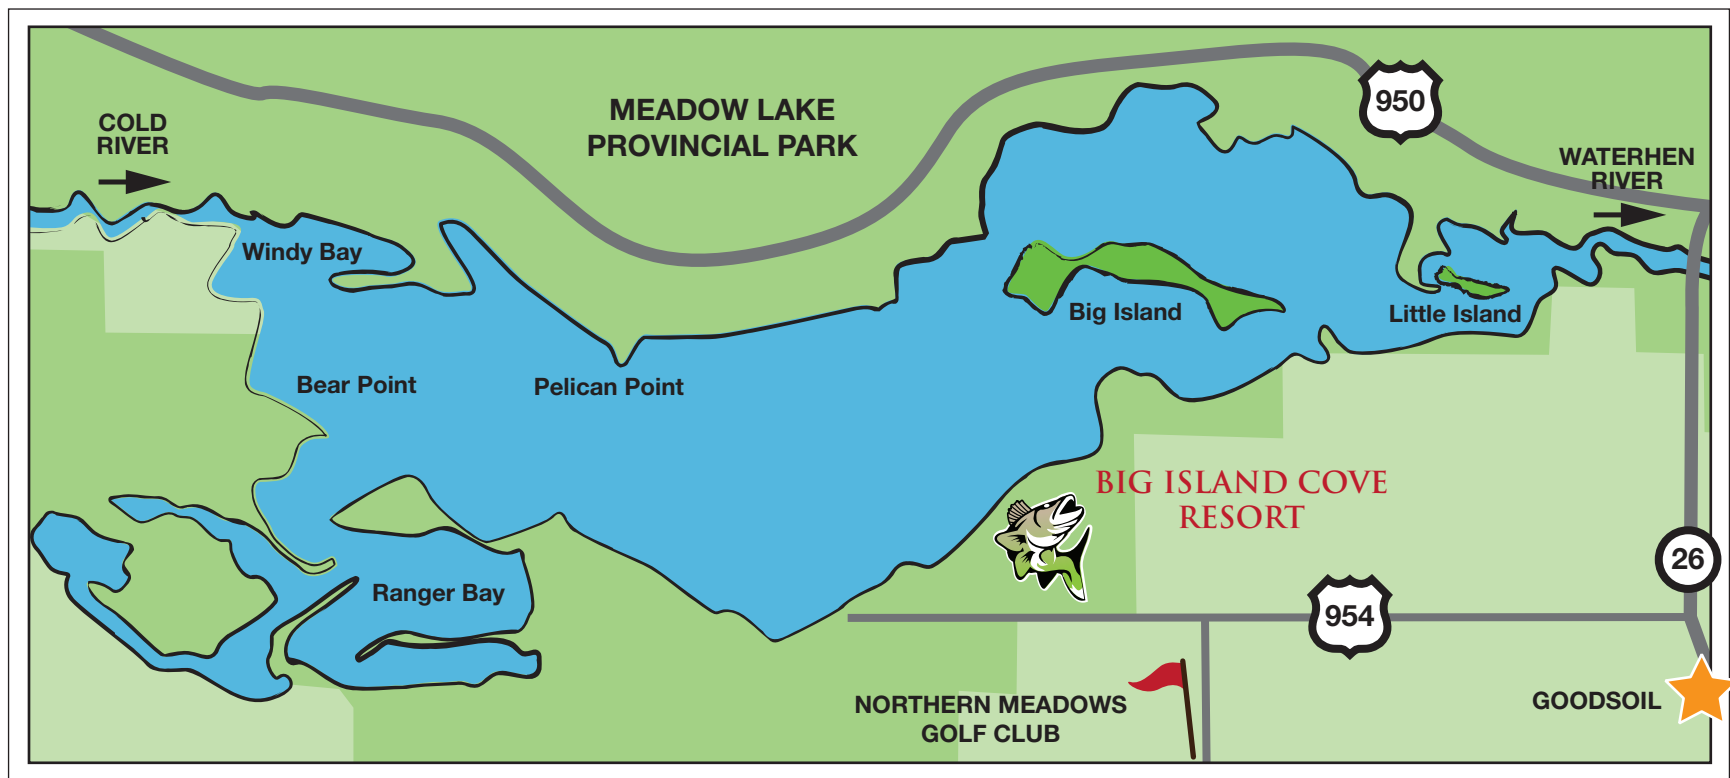 MEADOW LAKE
PROVINCIAL PARK
950
COLD
RIVER
WATERHEN
RIVER
Windy Bay
Big Island
Little Island
Bear Point
Pelican Point
BIG ISLAND COVE
RESORT
26
Ranger Bay
954
NORTHERN MEADOWS
GOLF CLUB
GOODSOIL